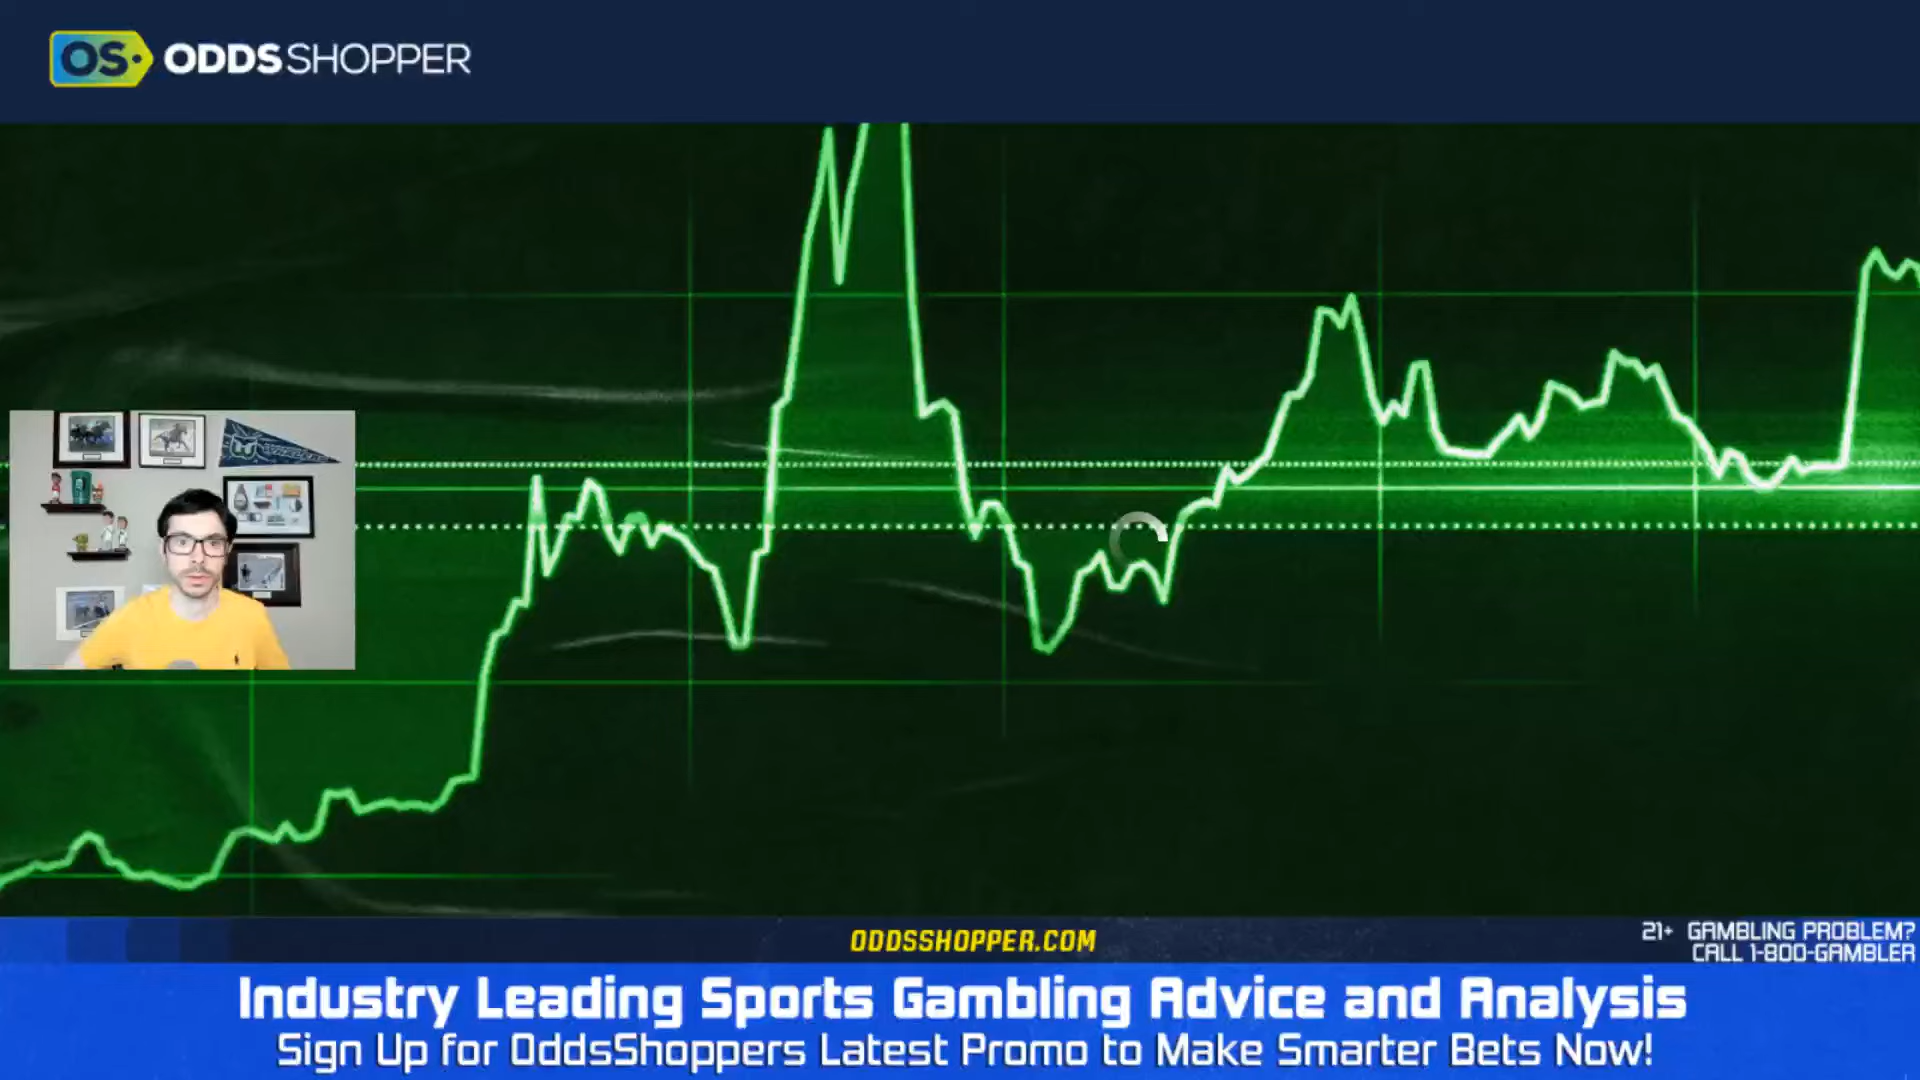 OS
ODDSSHOPPER
ODDSSHOPPER.COM
21+ GAMBLING PROBLEM?
CALL 1-800-GAMBLER
Industry Leading Sports Gambling Advice and Analysis
Sign Up for OddsShoppers Latest Promo to Make Smarter Bets Now!